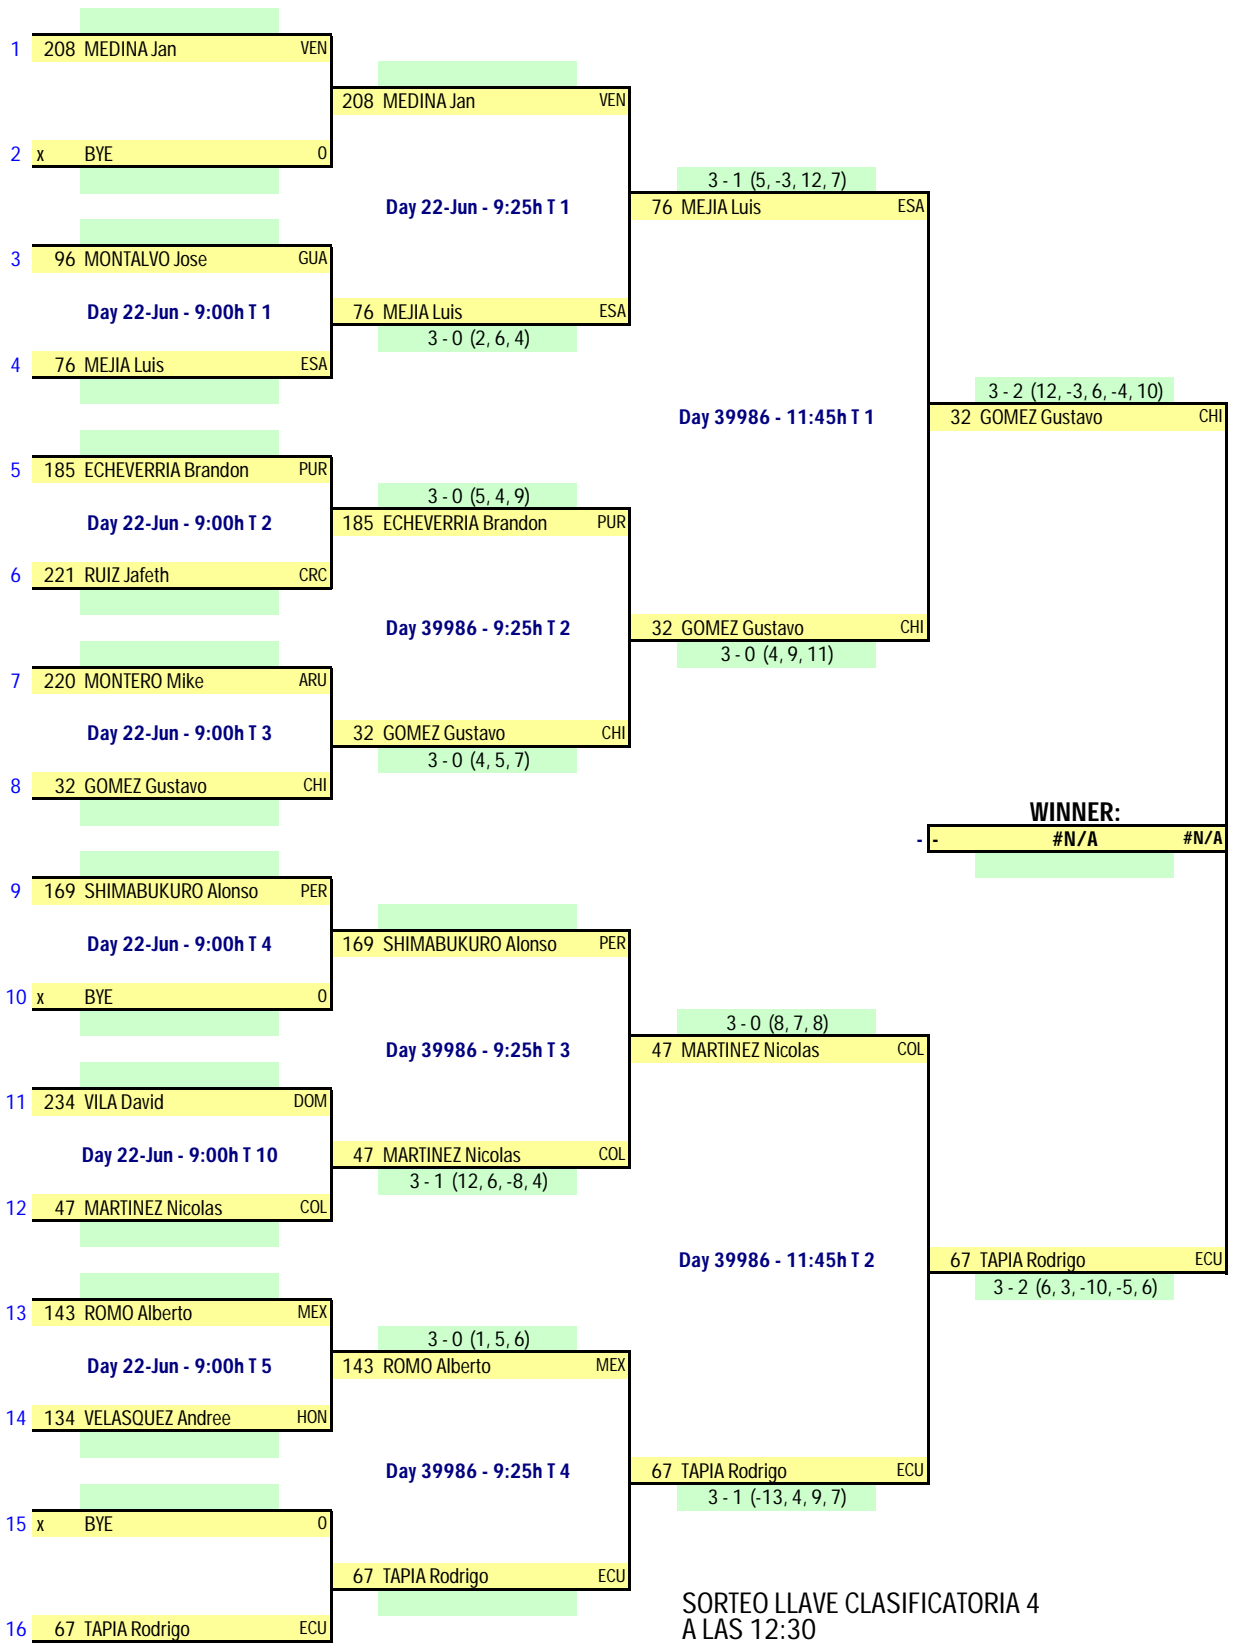 1 208 MEDINA Jan VEN
208 MEDINA Jan VEN
2 x BYE 0
3 - 1 (5, -3, 12, 7)
Day 22-Jun - 9:25h T 1
76 MEJIA Luis ESA
3 96 MONTALVO Jose GUA
Day 22-Jun - 9:00h T 1
76 MEJIA Luis ESA
3 - 0 (2, 6, 4)
4 76 MEJIA Luis ESA
3 - 2 (12, -3, 6, -4, 10)
Day 39986 - 11:45h T 1
32 GOMEZ Gustavo CHI
5 185 ECHEVERRIA Brandon PUR
3 - 0 (5, 4, 9)
Day 22-Jun - 9:00h T 2
185 ECHEVERRIA Brandon PUR
6 221 RUIZ Jafeth CRC
Day 39986 - 9:25h T 2
32 GOMEZ Gustavo CHI
3 - 0 (4, 9, 11)
7 220 MONTERO Mike ARU
Day 22-Jun - 9:00h T 3
32 GOMEZ Gustavo CHI
3 - 0 (4, 5, 7)
8 32 GOMEZ Gustavo CHI
WINNER:
- - #N/A #N/A
9 169 SHIMABUKURO Alonso PER
Day 22-Jun - 9:00h T 4
169 SHIMABUKURO Alonso PER
10 x BYE 0
3 - 0 (8, 7, 8)
Day 39986 - 9:25h T 3
47 MARTINEZ Nicolas COL
11 234 VILA David DOM
Day 22-Jun - 9:00h T 10
47 MARTINEZ Nicolas COL
3 - 1 (12, 6, -8, 4)
12 47 MARTINEZ Nicolas COL
Day 39986 - 11:45h T 2
67 TAPIA Rodrigo ECU
3 - 2 (6, 3, -10, -5, 6)
13 143 ROMO Alberto MEX
3 - 0 (1, 5, 6)
Day 22-Jun - 9:00h T 5
143 ROMO Alberto MEX
14 134 VELASQUEZ Andree HON
Day 39986 - 9:25h T 4
67 TAPIA Rodrigo ECU
3 - 1 (-13, 4, 9, 7)
15 x BYE 0
67 TAPIA Rodrigo ECU
16 67 TAPIA Rodrigo ECU
SORTEO LLAVE CLASIFICATORIA 4
A LAS 12:30